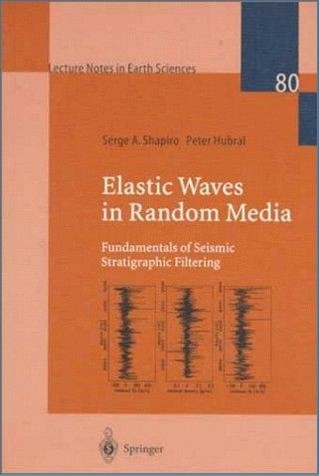 Lecture Notes in Earth Sciences
80
Serge A. Shapiro Peter Hubral
Elastic Waves
in Random Media
Fundamentals of Seismic
Stratigraphic Filtering
Springer